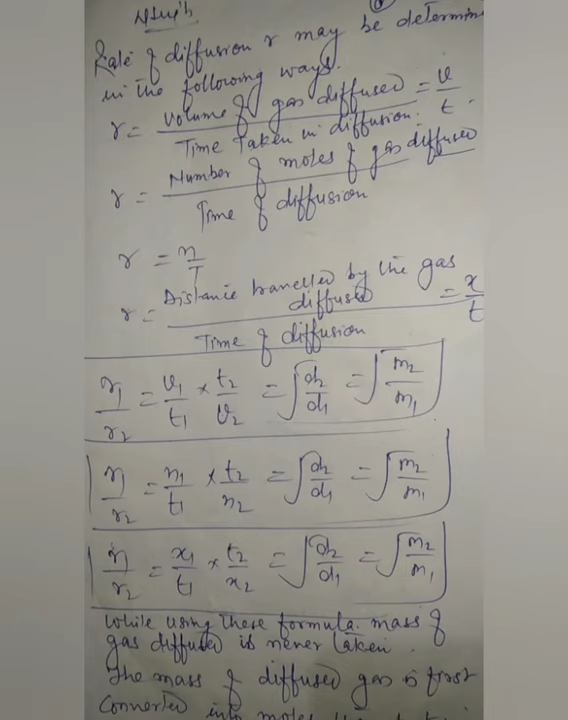 Rate of diffusion r may be determin
in the following ways.
r = Volume of gas diffused / Time Taken in diffusion. = v/t.
r = Number of moles of gas diffused / Time of diffusion
r = n/T
r = Distance travelled by the gas diffused / Time of diffusion = x/t
r1/r2 = v1/t1 × t2/v2 = √d2/d1 = √m2/m1
r1/r2 = n1/t1 × t2/n2 = √d2/d1 = √m2/m1
r1/r2 = x1/t1 × t2/x2 = √d2/d1 = √m2/m1
while using these formula. mass of
gas diffused is never taken.
The mass of diffused gas is first
converted into moles